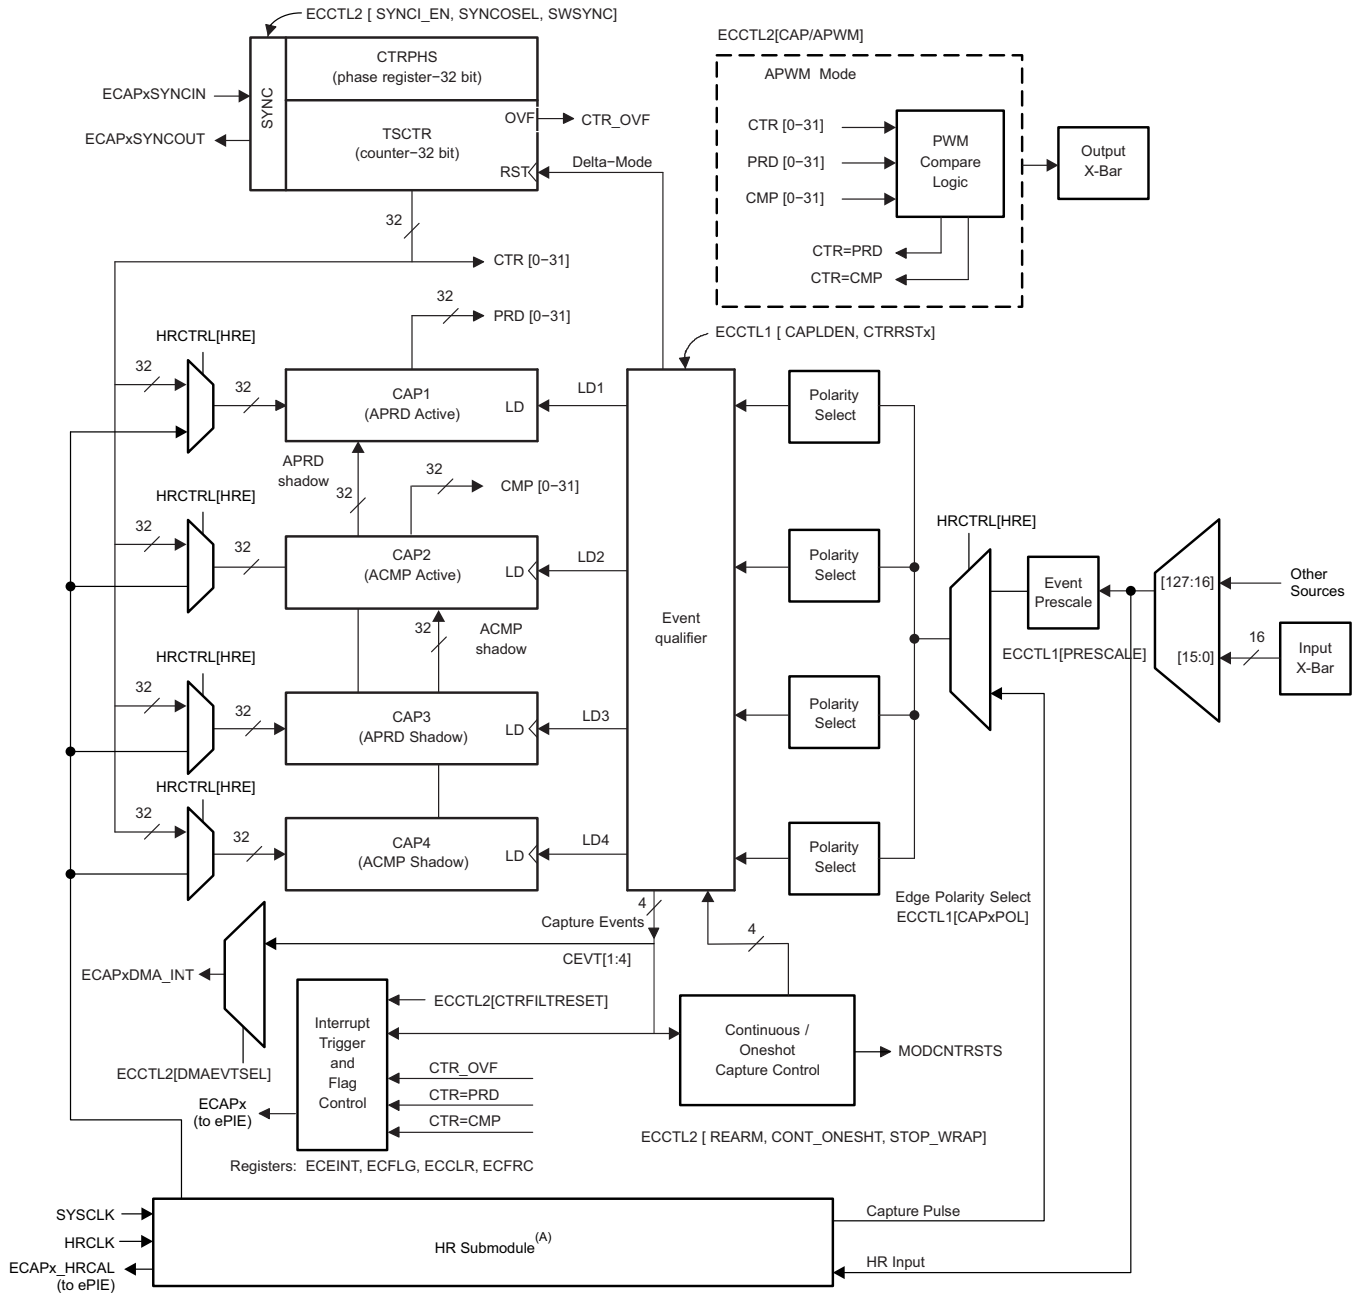 ECCTL2 [ SYNCI_EN, SYNCOSEL, SWSYNC]
SYNC
CTRPHS
(phase register−32 bit)
ECAPxSYNCIN
ECAPxSYNCOUT
TSCTR
(counter−32 bit)
OVF
CTR_OVF
RST
Delta−Mode
32
CTR [0−31]
32
PRD [0−31]
ECCTL2[CAP/APWM]
APWM Mode
CTR [0−31]
PRD [0−31]
CMP [0−31]
PWM
Compare
Logic
Output
X-Bar
CTR=PRD
CTR=CMP
ECCTL1 [ CAPLDEN, CTRRSTx]
HRCTRL[HRE]
32
32
CAP1
(APRD Active)
LD
LD1
Polarity
Select
APRD
shadow
32
32
CMP [0−31]
HRCTRL[HRE]
32
32
CAP2
(ACMP Active)
LD
LD2
Polarity
Select
Event
qualifier
32
ACMP
shadow
HRCTRL[HRE]
Event
Prescale
ECCTL1[PRESCALE]
[127:16]
[15:0]
Other
Sources
16
Input
X-Bar
HRCTRL[HRE]
32
32
CAP3
(APRD Shadow)
LD
LD3
Polarity
Select
HRCTRL[HRE]
32
32
CAP4
(ACMP Shadow)
LD
LD4
Polarity
Select
Edge Polarity Select
ECCTL1[CAPxPOL]
4
Capture Events
CEVT[1:4]
4
ECAPxDMA_INT
ECCTL2[DMAEVTSEL]
Interrupt
Trigger
and
Flag
Control
ECCTL2[CTRFILTRESET]
CTR_OVF
CTR=PRD
CTR=CMP
ECAPx
(to ePIE)
Continuous /
Oneshot
Capture Control
MODCNTRSTS
ECCTL2 [ REARM, CONT_ONESHT, STOP_WRAP]
Registers: ECEINT, ECFLG, ECCLR, ECFRC
SYSCLK
HRCLK
ECAPx_HRCAL
(to ePIE)
HR Submodule(A)
Capture Pulse
HR Input